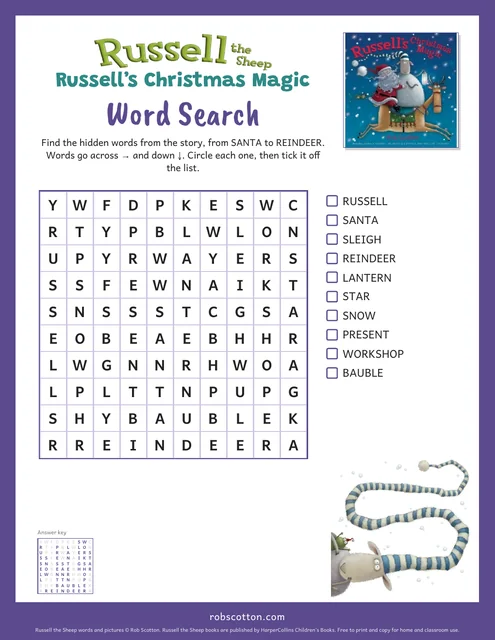 Russell the Sheep
Russell's Christmas Magic
Word Search
Find the hidden words from the story, from SANTA to REINDEER.
Words go across → and down ↓. Circle each one, then tick it off
the list.
Russell's Christmas Magic
Y W F D P K E S W C
R T Y P B L W L O N
U P Y R W A Y E R S
S S F E W N A I K T
S N S S S T C G S A
E O B E A E B H H R
L W G N N R H W O A
L P L T T N P U P G
S H Y B A U B L E K
R R E I N D E E R A
RUSSELL
SANTA
SLEIGH
REINDEER
LANTERN
STAR
SNOW
PRESENT
WORKSHOP
BAUBLE
Answer key
robscotton.com
Russell the Sheep words and pictures © Rob Scotton. Russell the Sheep books are published by HarperCollins Children's Books. Free to print and copy for home and classroom use.